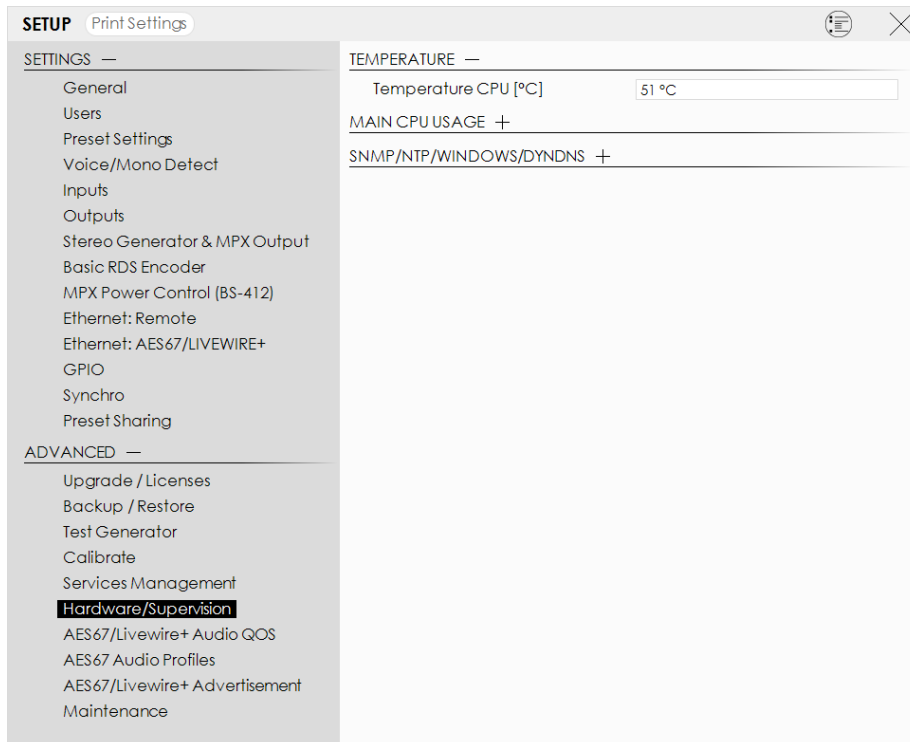 SETUP Print Settings
SETTINGS —
General
Users
Preset Settings
Voice/Mono Detect
Inputs
Outputs
Stereo Generator & MPX Output
Basic RDS Encoder
MPX Power Control (BS-412)
Ethernet: Remote
Ethernet: AES67/LIVEWIRE+
GPIO
Synchro
Preset Sharing
ADVANCED —
Upgrade / Licenses
Backup / Restore
Test Generator
Calibrate
Services Management
Hardware/Supervision
AES67/Livewire+ Audio QOS
AES67 Audio Profiles
AES67/Livewire+ Advertisement
Maintenance
TEMPERATURE —
Temperature CPU [°C] 51 °C
MAIN CPU USAGE +
SNMP/NTP/WINDOWS/DYNDNS +